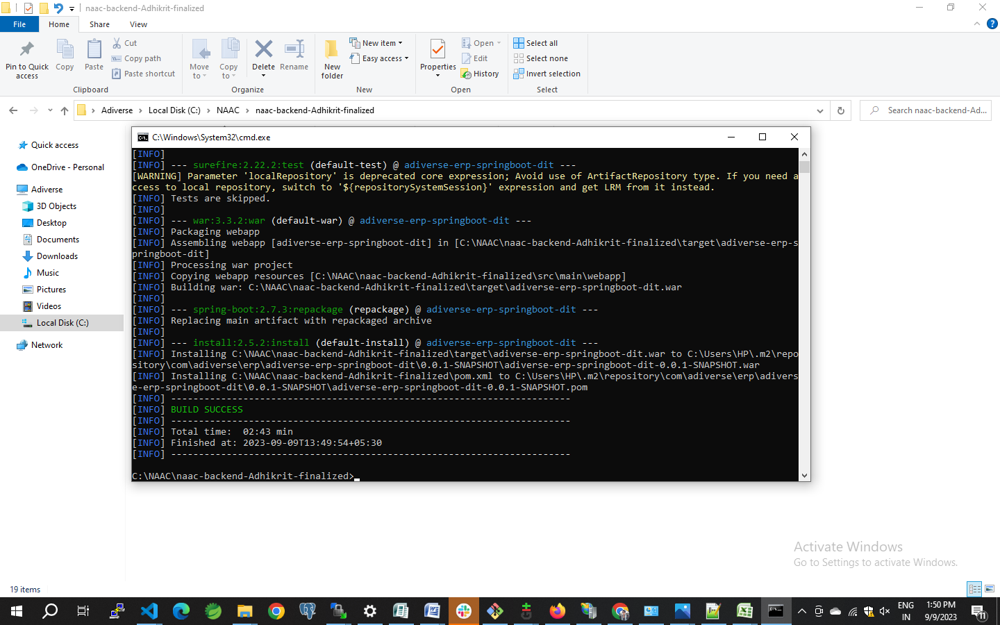 naac-backend-Adhikrit-finalized
File Home Share View
Pin to Quick access
Copy
Paste
Cut
Copy path
Paste shortcut
Clipboard
Move to
Copy to
Delete
Rename
Organize
New folder
New item
Easy access
New
Properties
Open
Edit
History
Open
Select all
Select none
Invert selection
Select
Adiverse > Local Disk (C:) > NAAC > naac-backend-Adhikrit-finalized
Search naac-backend-Ad...
Quick access
OneDrive - Personal
Adiverse
3D Objects
Desktop
Documents
Downloads
Music
Pictures
Videos
Local Disk (C:)
Network
C:\Windows\System32\cmd.exe
[INFO]
[INFO] --- surefire:2.22.2:test (default-test) @ adiverse-erp-springboot-dit ---
[WARNING] Parameter 'localRepository' is deprecated core expression; Avoid use of ArtifactRepository type. If you need a
ccess to local repository, switch to '${repositorySystemSession}' expression and get LRM from it instead.
[INFO] Tests are skipped.
[INFO]
[INFO] --- war:3.3.2:war (default-war) @ adiverse-erp-springboot-dit ---
[INFO] Packaging webapp
[INFO] Assembling webapp [adiverse-erp-springboot-dit] in [C:\NAAC\naac-backend-Adhikrit-finalized\target\adiverse-erp-s
pringboot-dit]
[INFO] Processing war project
[INFO] Copying webapp resources [C:\NAAC\naac-backend-Adhikrit-finalized\src\main\webapp]
[INFO] Building war: C:\NAAC\naac-backend-Adhikrit-finalized\target\adiverse-erp-springboot-dit.war
[INFO]
[INFO] --- spring-boot:2.7.3:repackage (repackage) @ adiverse-erp-springboot-dit ---
[INFO] Replacing main artifact with repackaged archive
[INFO]
[INFO] --- install:2.5.2:install (default-install) @ adiverse-erp-springboot-dit ---
[INFO] Installing C:\NAAC\naac-backend-Adhikrit-finalized\target\adiverse-erp-springboot-dit.war to C:\Users\HP\.m2\repo
sitory\com\adiverse\erp\adiverse-erp-springboot-dit\0.0.1-SNAPSHOT\adiverse-erp-springboot-dit-0.0.1-SNAPSHOT.war
[INFO] Installing C:\NAAC\naac-backend-Adhikrit-finalized\pom.xml to C:\Users\HP\.m2\repository\com\adiverse\erp\adivers
e-erp-springboot-dit\0.0.1-SNAPSHOT\adiverse-erp-springboot-dit-0.0.1-SNAPSHOT.pom
[INFO] ------------------------------------------------------------------------
[INFO] BUILD SUCCESS
[INFO] ------------------------------------------------------------------------
[INFO] Total time:  02:43 min
[INFO] Finished at: 2023-09-09T13:49:54+05:30
[INFO] ------------------------------------------------------------------------
C:\NAAC\naac-backend-Adhikrit-finalized>
Activate Windows
Go to Settings to activate Windows.
19 items
ENG
IN
1:50 PM
9/9/2023
11